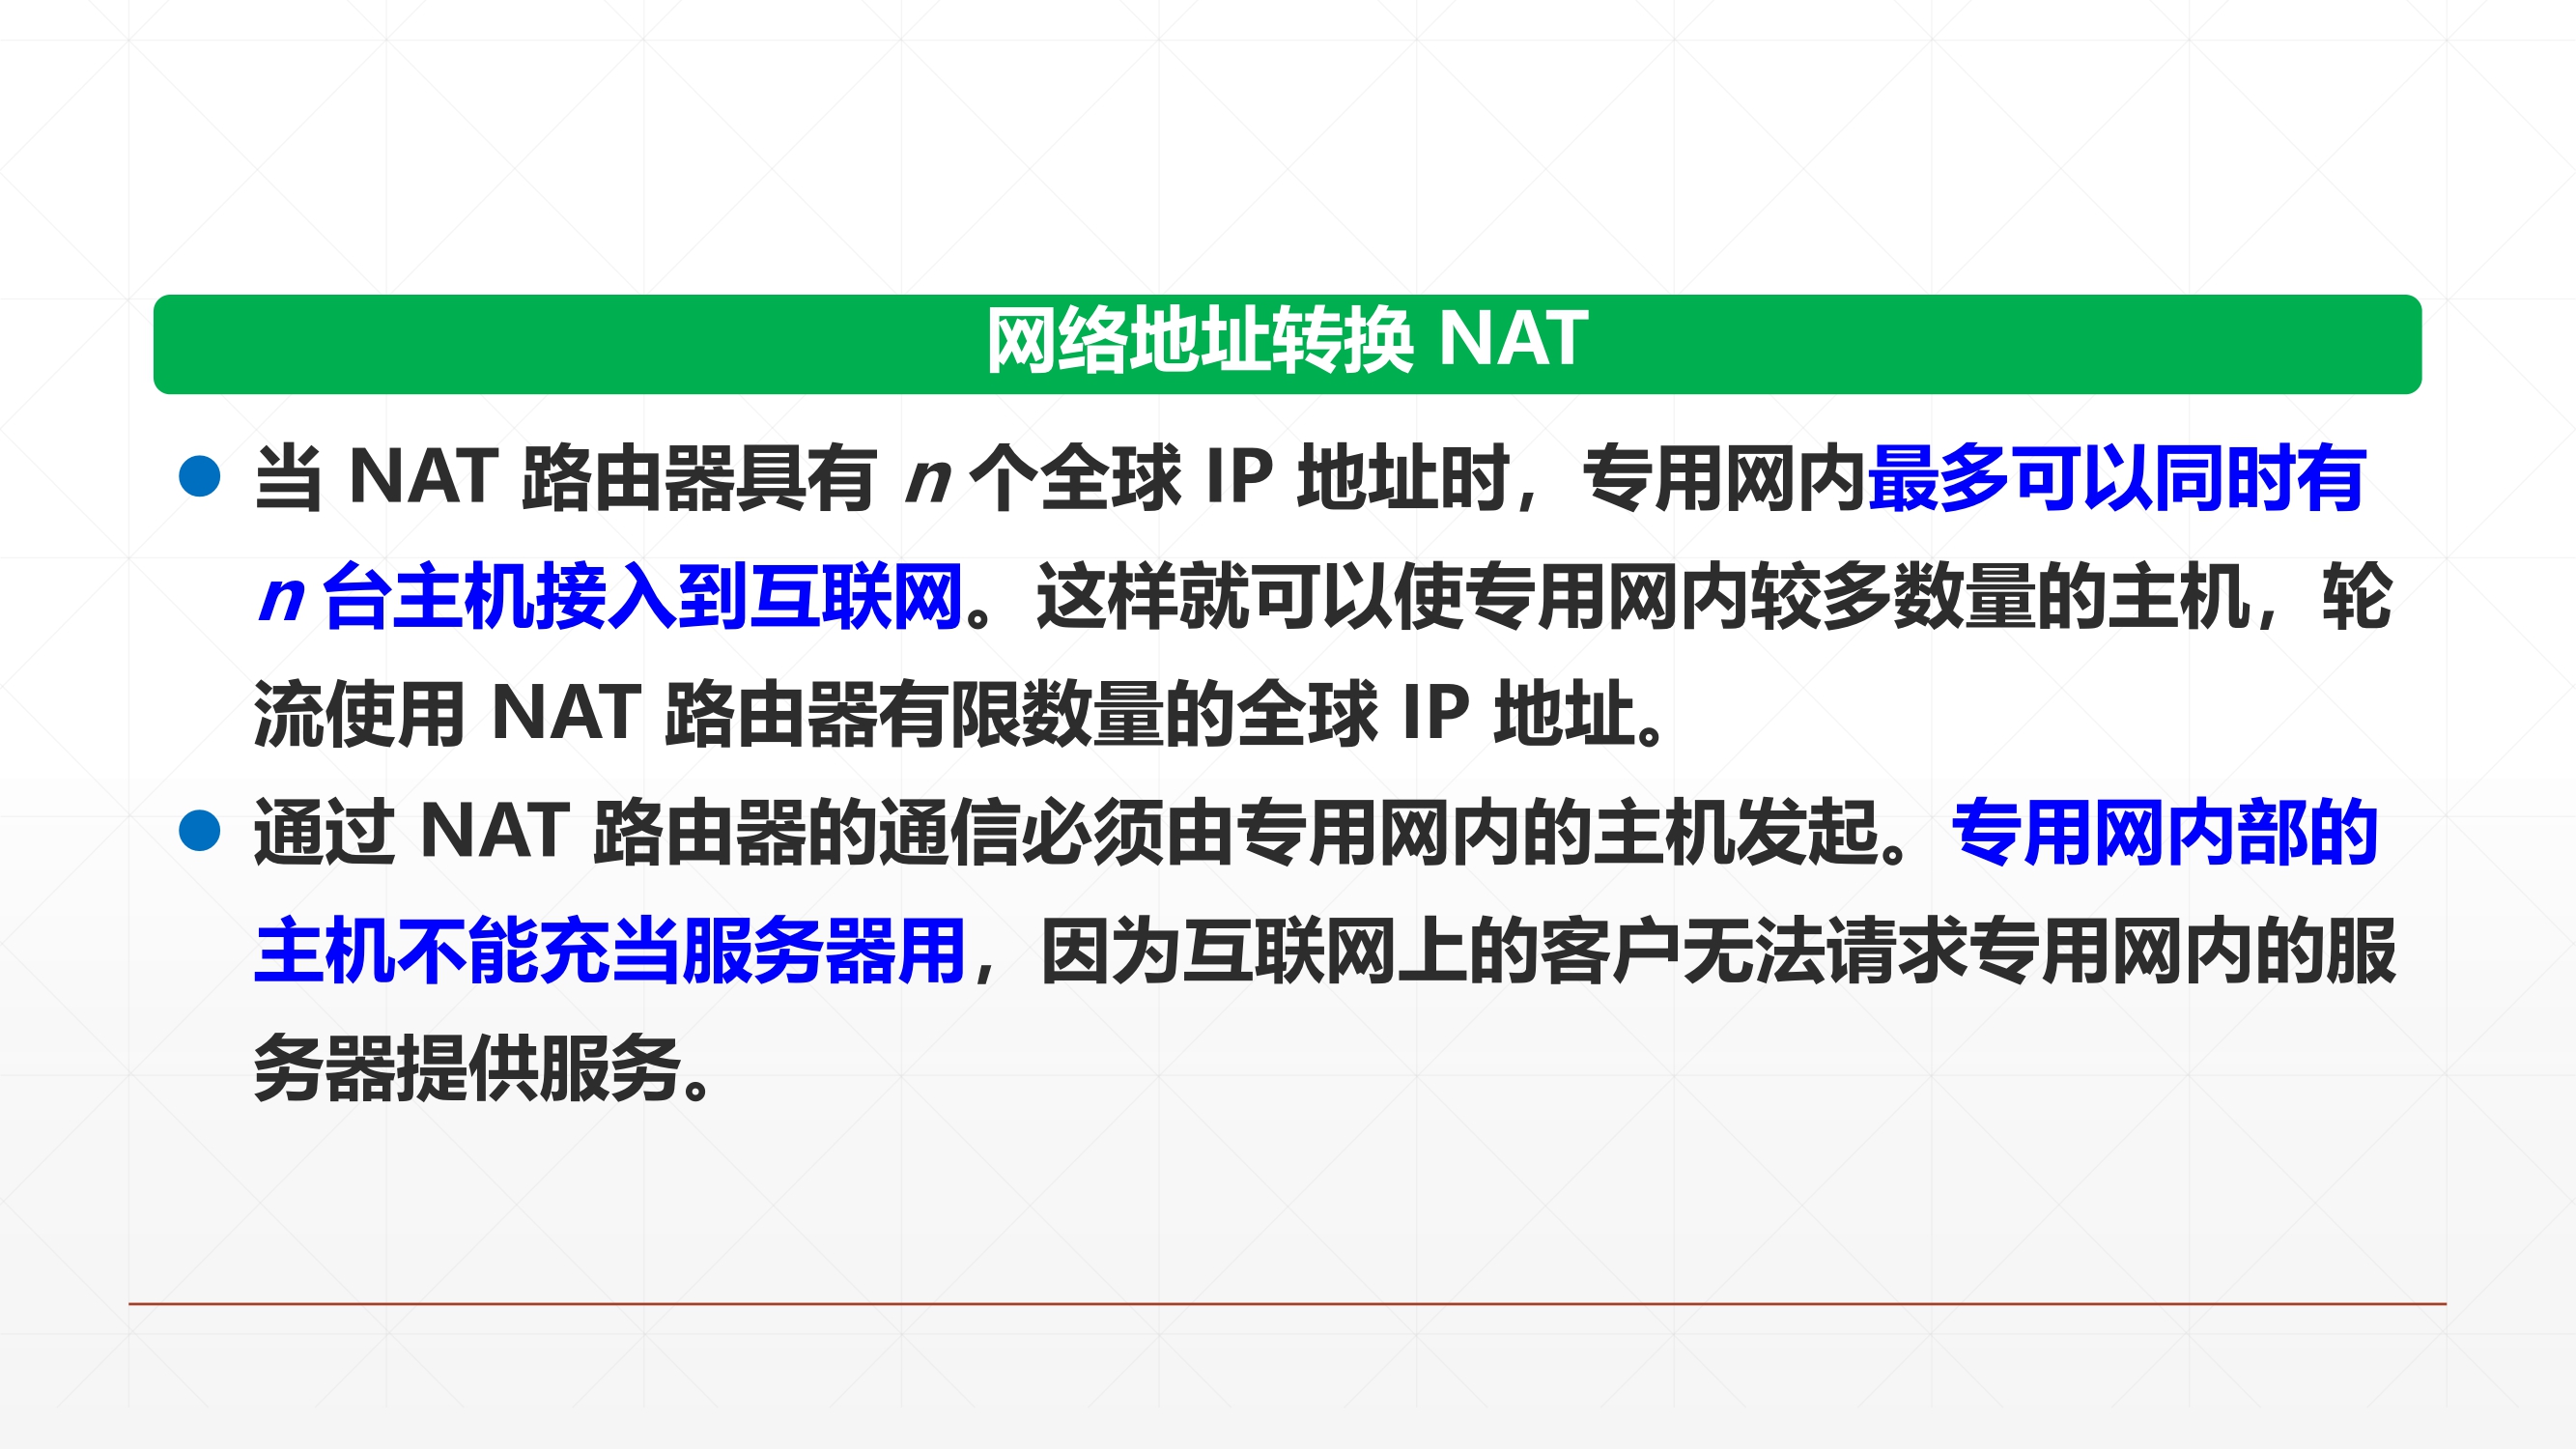 网络地址转换 NAT
当 NAT 路由器具有 n 个全球 IP 地址时，专用网内最多可以同时有
n 台主机接入到互联网。这样就可以使专用网内较多数量的主机，轮
流使用 NAT 路由器有限数量的全球 IP 地址。
通过 NAT 路由器的通信必须由专用网内的主机发起。专用网内部的
主机不能充当服务器用，因为互联网上的客户无法请求专用网内的服
务器提供服务。